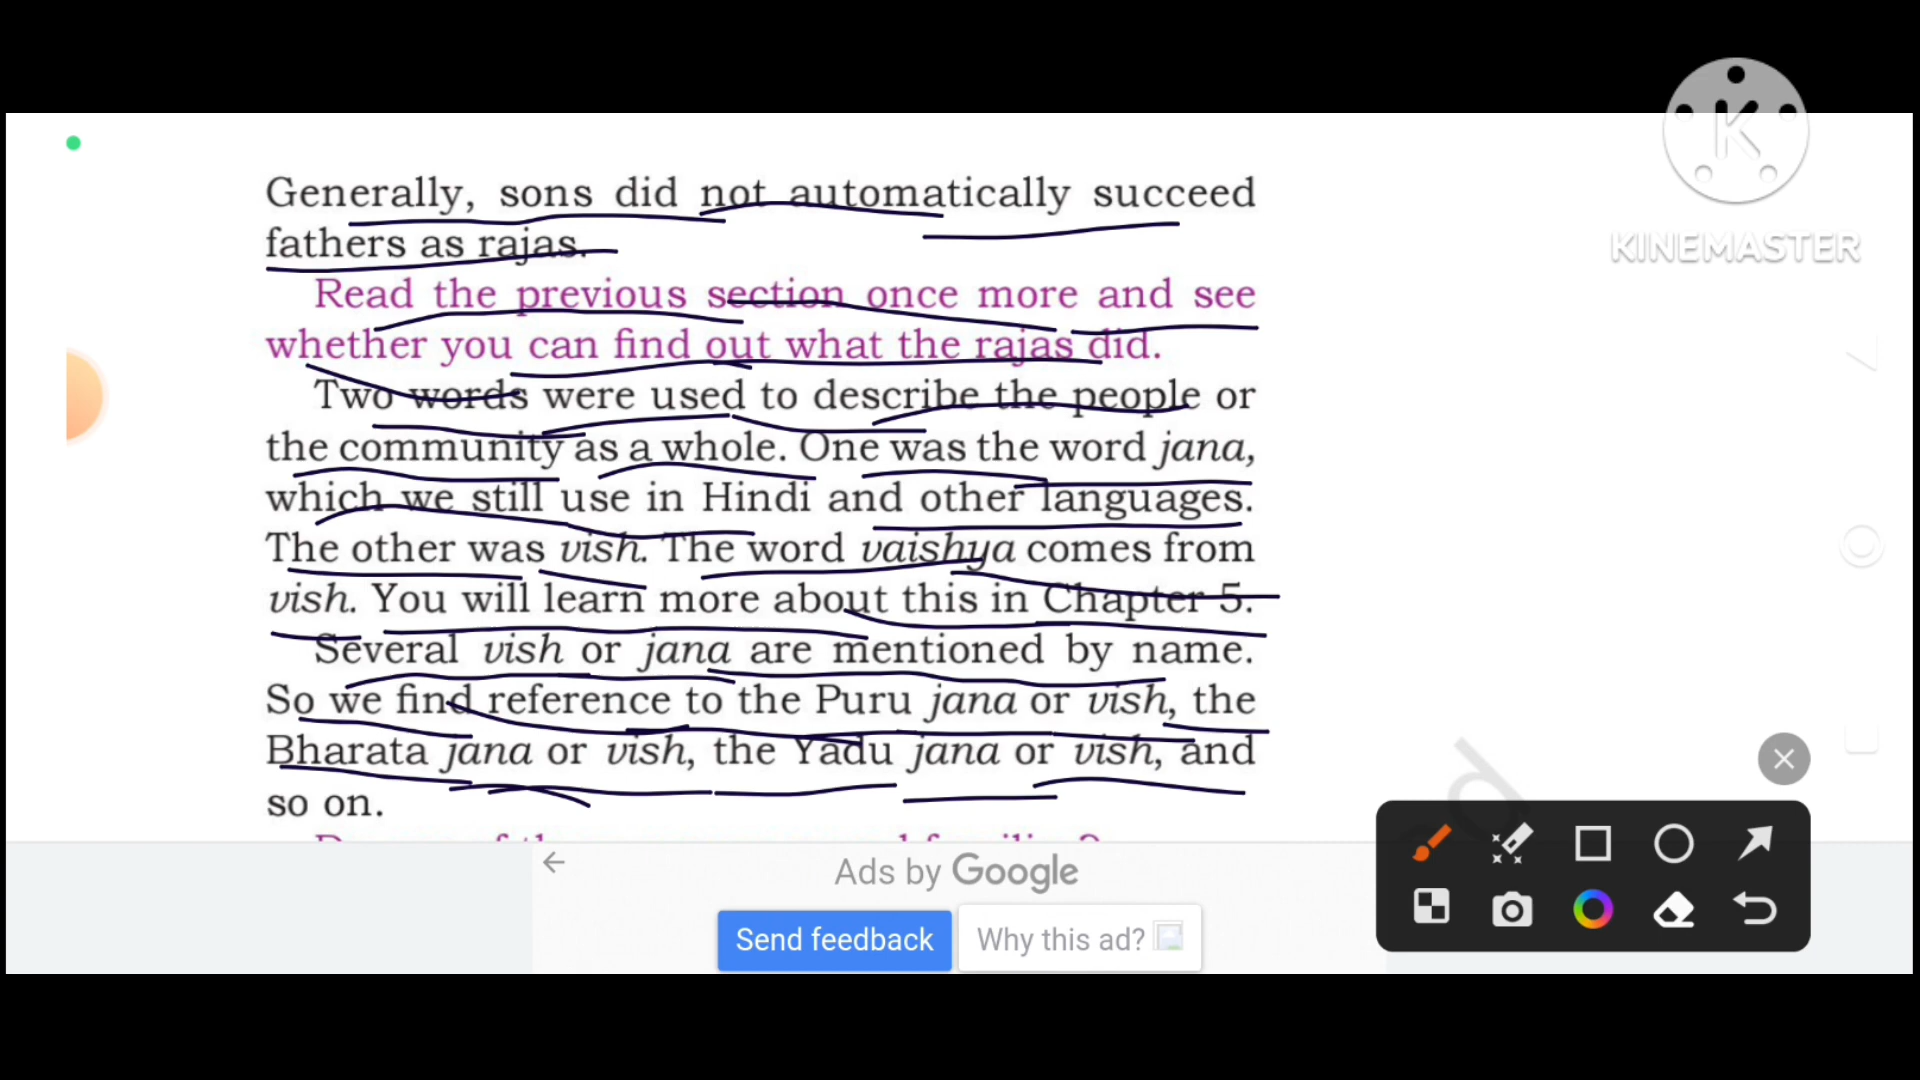 KINEMASTER
Generally, sons did not automatically succeed
fathers as rajas.
Read the previous section once more and see
whether you can find out what the rajas did.
Two words were used to describe the people or
the community as a whole. One was the word jana,
which we still use in Hindi and other languages.
The other was vish. The word vaishya comes from
vish. You will learn more about this in Chapter 5.
Several vish or jana are mentioned by name.
So we find reference to the Puru jana or vish, the
Bharata jana or vish, the Yadu jana or vish, and
so on.
Ads by Google
Send feedback
Why this ad?